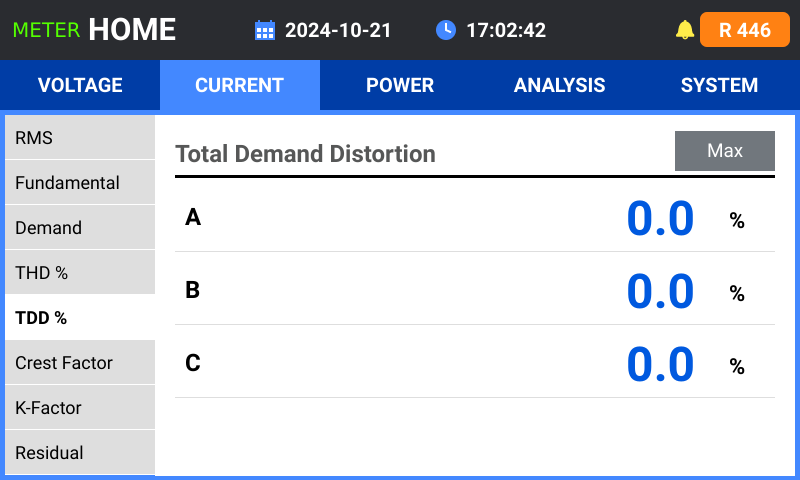 METER HOME 2024-10-21 17:02:42 R 446
VOLTAGE CURRENT POWER ANALYSIS SYSTEM
RMS
Fundamental
Demand
THD %
TDD %
Crest Factor
K-Factor
Residual
Total Demand Distortion Max
A 0.0 %
B 0.0 %
C 0.0 %